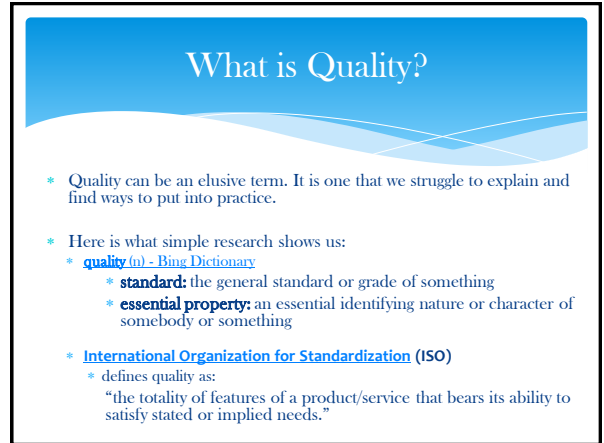 What is Quality?
* Quality can be an elusive term. It is one that we struggle to explain and
find ways to put into practice.
* Here is what simple research shows us:
* quality (n) - Bing Dictionary
* standard: the general standard or grade of something
* essential property: an essential identifying nature or character of
somebody or something
* International Organization for Standardization (ISO)
* defines quality as:
“the totality of features of a product/service that bears its ability to
satisfy stated or implied needs.”